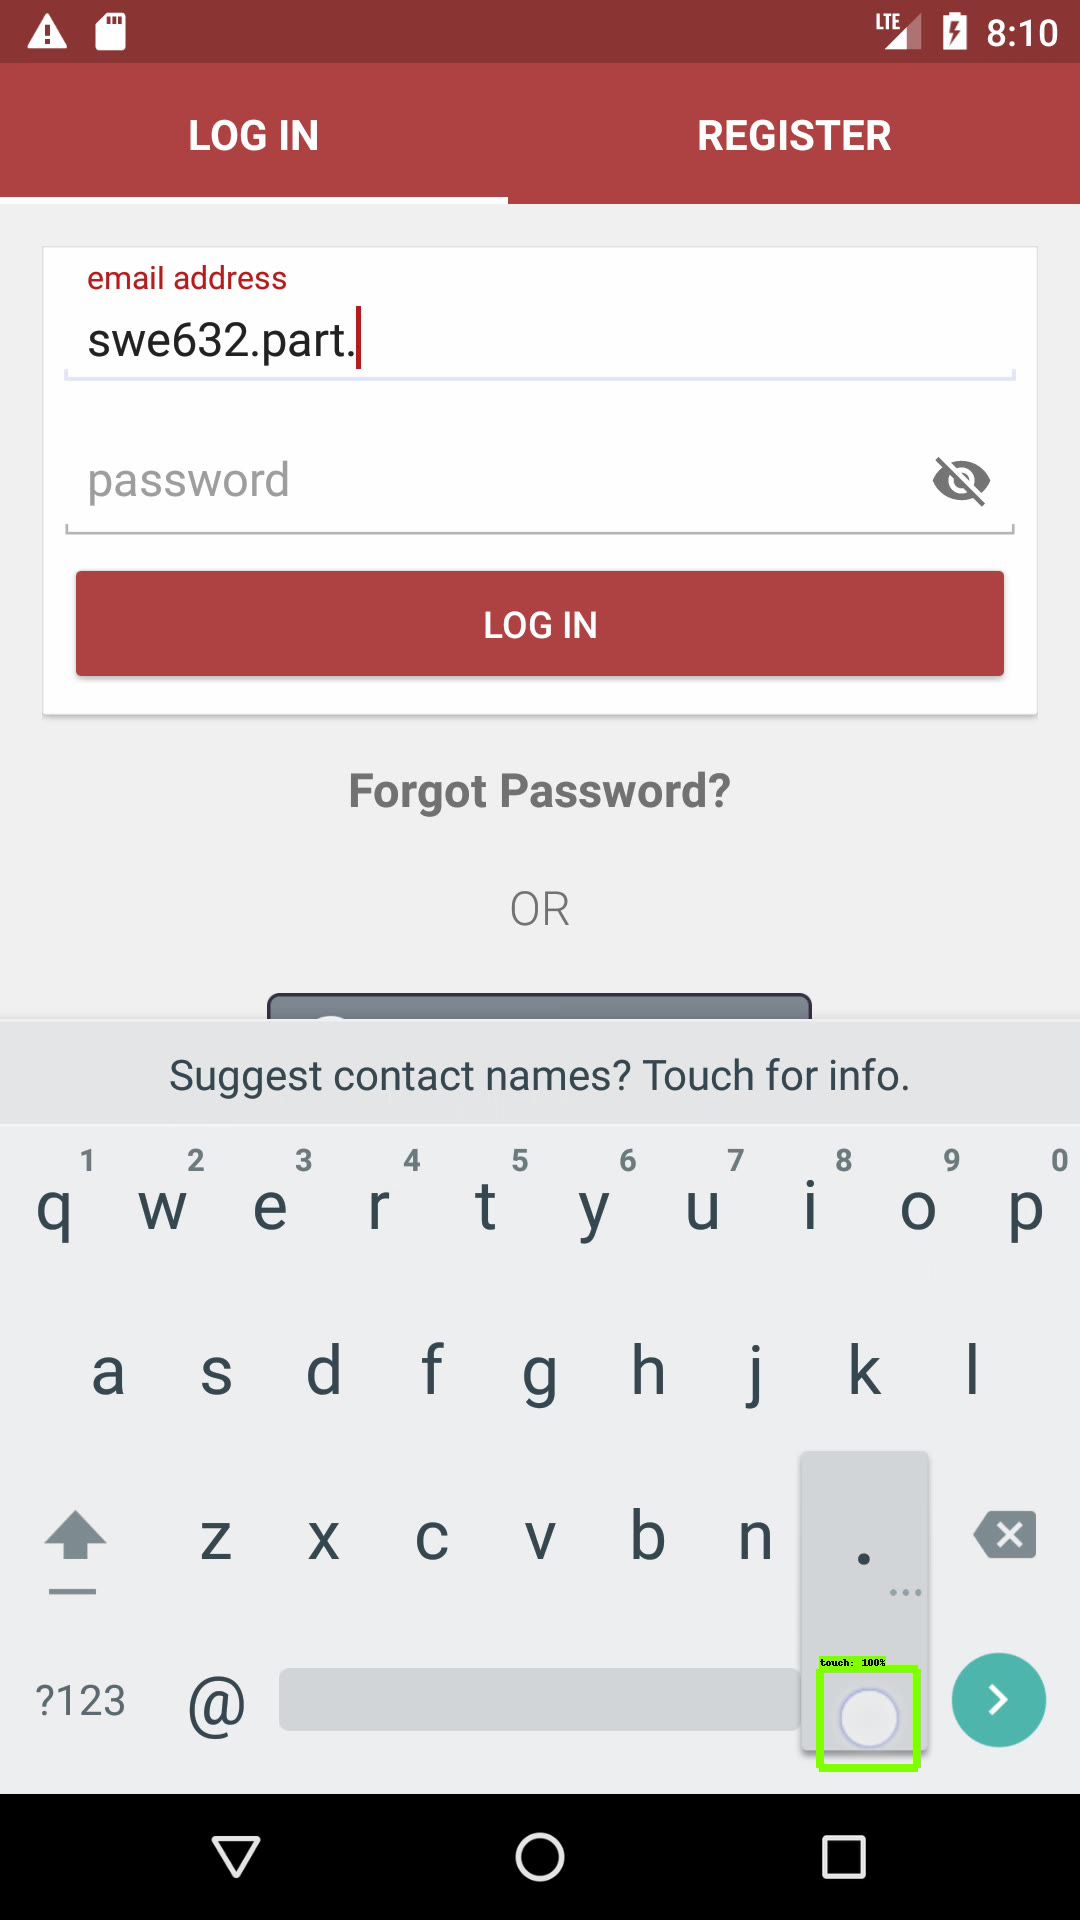 LTE 8:10
LOG IN REGISTER
email address
swe632.part.
password
LOG IN
Forgot Password?
OR
Suggest contact names? Touch for info.
1 2 3 4 5 6 7 8 9 0
q w e r t y u i o p
a s d f g h j k l
z x c v b n .
touch: 100%
?123 @